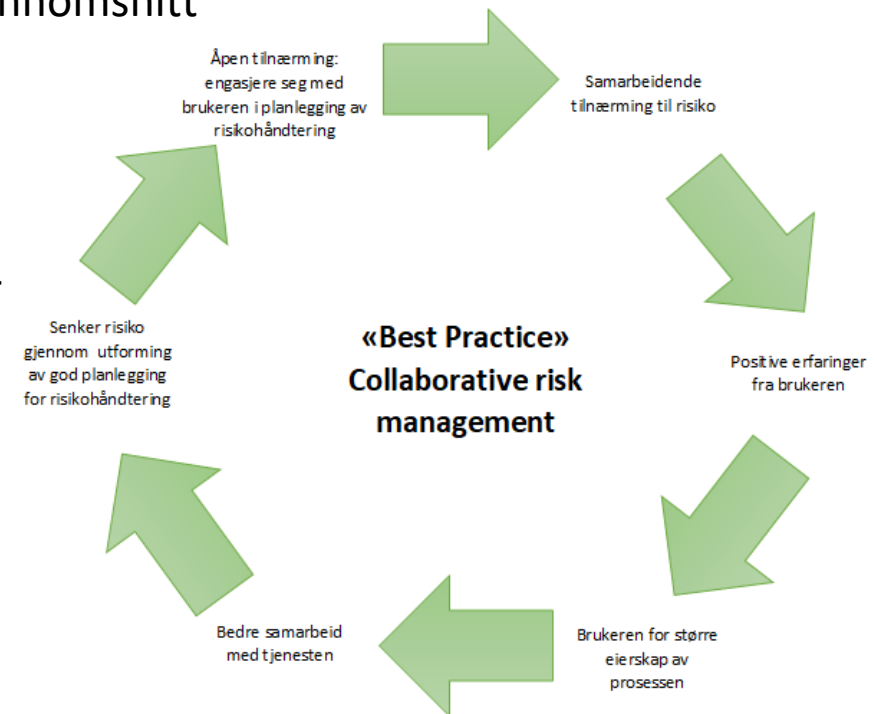 nnomsnitt
Åpen tilnærming:
engasjere seg med
brukeren i planlegging av
risikohåndtering
Samarbeidende
tilnærming til risiko
Positive erfaringer
fra brukeren
Brukeren for større
eierskap av
prosessen
Bedre samarbeid
med tjenesten
Senker risiko
gjennom utforming
av god planlegging
for risikohåndtering
«Best Practice»
Collaborative risk
management